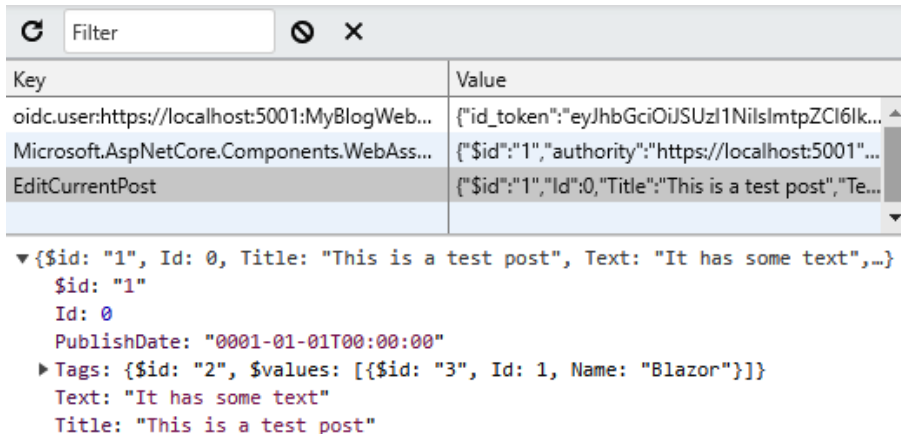 Filter
Key Value
oidc.user:https://localhost:5001:MyBlogWeb... {"id_token":"eyJhbGciOiJSUzI1NiIsImtpZCI6Ik...
Microsoft.AspNetCore.Components.WebAss... {"$id":"1","authority":"https://localhost:5001"...
EditCurrentPost {"$id":"1","Id":0,"Title":"This is a test post","Te...
{$id: "1", Id: 0, Title: "This is a test post", Text: "It has some text",…}
$id: "1"
Id: 0
PublishDate: "0001-01-01T00:00:00"
Tags: {$id: "2", $values: [{$id: "3", Id: 1, Name: "Blazor"}]}
Text: "It has some text"
Title: "This is a test post"